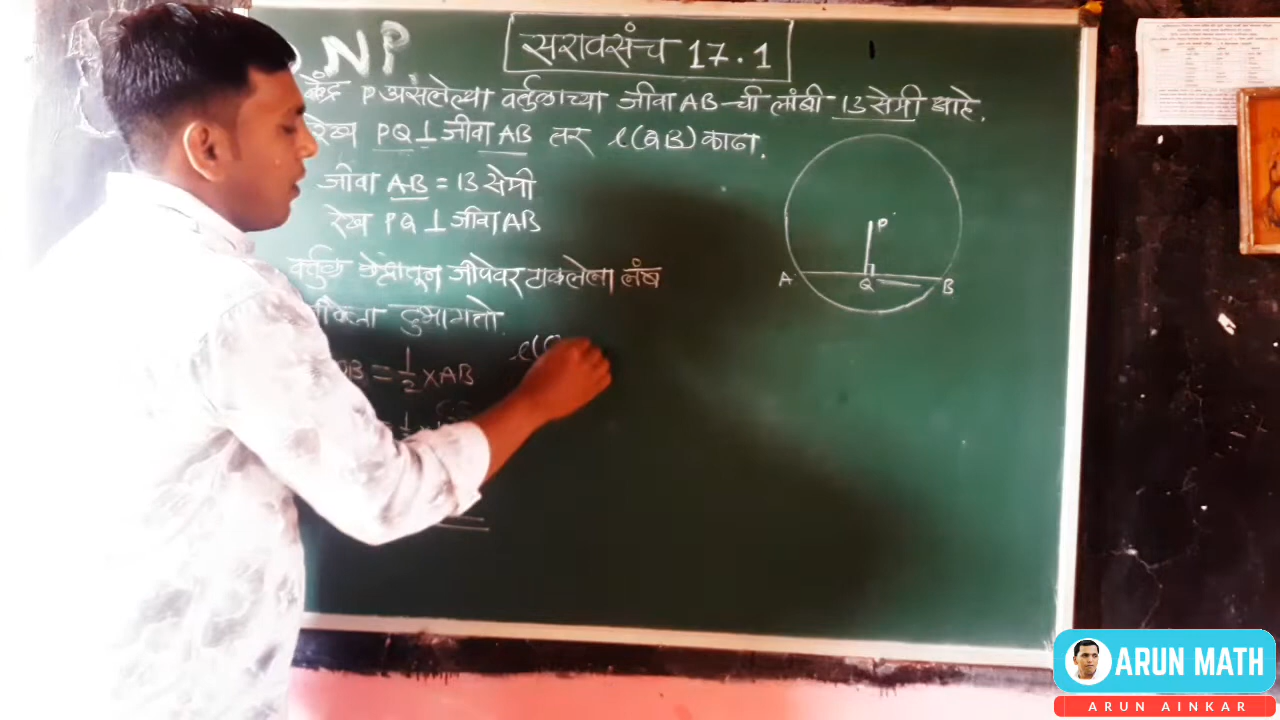 NP
सरावसंच 17.1
केंद्र P असलेल्या वर्तुळाच्या जीवा AB ची लांबी 13 सेमी आहे.
रेख PQ ⊥ जीवा AB तर l(QB) काढा.
जीवा AB = 13 सेमी
रेख PQ ⊥ जीवा AB
वर्तुळ केंद्रातून जीवेवर टाकलेला लंब
दुभागतो.
QB = 1/2 × AB
l(Q
P
A
Q
B
ARUN MATH
ARUN AINKAR